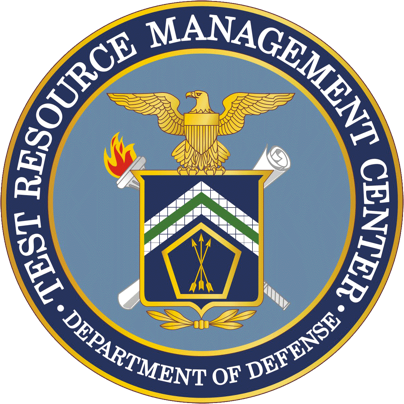 TEST RESOURCE MANAGEMENT CENTER
• DEPARTMENT OF DEFENSE •